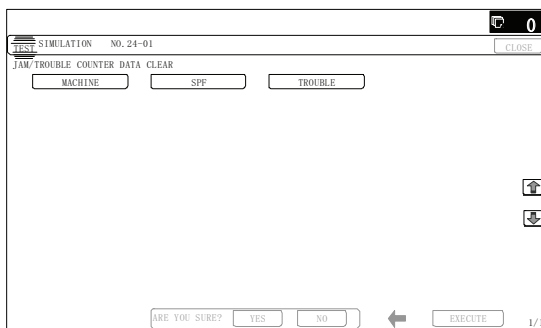 0
TEST SIMULATION NO.24-01 CLOSE
JAM/TROUBLE COUNTER DATA CLEAR
MACHINE SPF TROUBLE
ARE YOU SURE? YES NO EXECUTE 1/